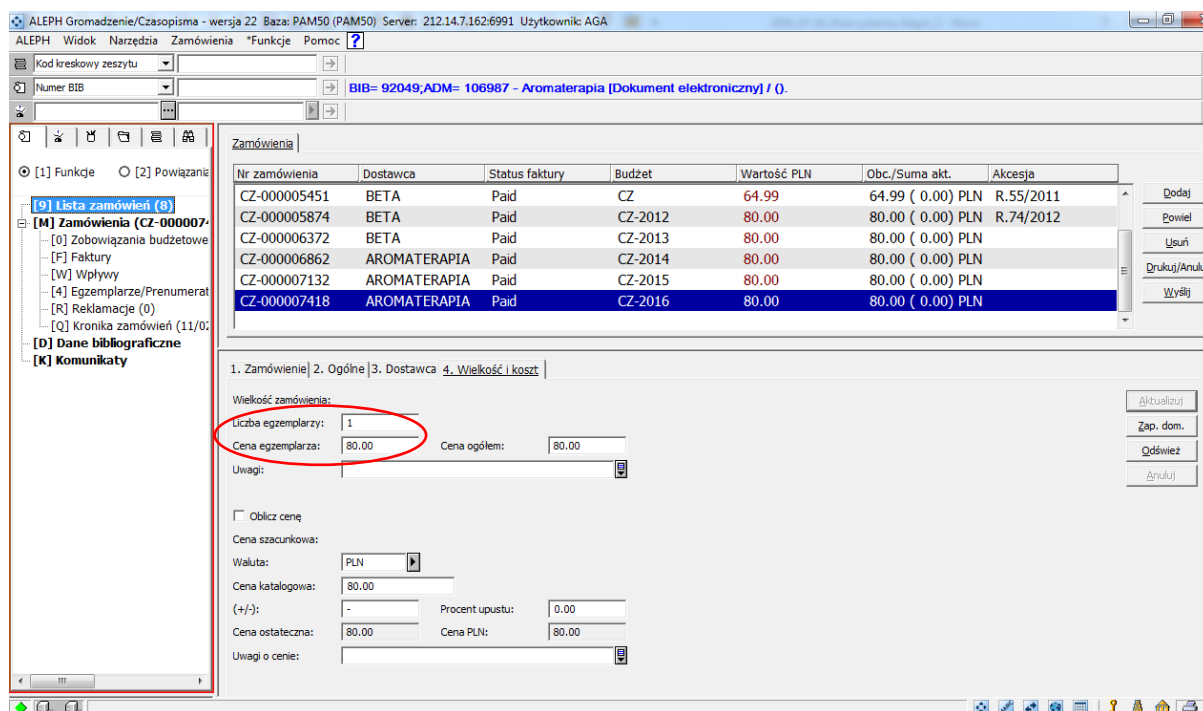 ALEPH Gromadzenie/Czasopisma - wersja 22 Baza: PAM50 (PAM50) Server: 212.14.7.162:6991 Użytkownik: AGA
ALEPH Widok Narzędzia Zamówienia *Funkcje Pomoc ?
Kod kreskowy zeszytu
Numer BIB BIB= 92049;ADM= 106987 - Aromaterapia [Dokument elektroniczny] / ().
[1] Funkcje [2] Powiązania
[9] Lista zamówień (8)
[M] Zamówienia (CZ-0000074
[0] Zobowiązania budżetowe
[F] Faktury
[W] Wpływy
[4] Egzemplarze/Prenumerat
[R] Reklamacje (0)
[Q] Kronika zamówień (11/02
[D] Dane bibliograficzne
[K] Komunikaty
Zamówienia
Nr zamówienia Dostawca Status faktury Budżet Wartość PLN Obc./Suma akt. Akcesja
CZ-000005451 BETA Paid CZ 64.99 64.99 ( 0.00) PLN R.55/2011
CZ-000005874 BETA Paid CZ-2012 80.00 80.00 ( 0.00) PLN R.74/2012
CZ-000006372 BETA Paid CZ-2013 80.00 80.00 ( 0.00) PLN
CZ-000006862 AROMATERAPIA Paid CZ-2014 80.00 80.00 ( 0.00) PLN
CZ-000007132 AROMATERAPIA Paid CZ-2015 80.00 80.00 ( 0.00) PLN
CZ-000007418 AROMATERAPIA Paid CZ-2016 80.00 80.00 ( 0.00) PLN
Dodaj
Powiel
Usuń
Drukuj/Anulu
Wyślij
1. Zamówienie 2. Ogólne 3. Dostawca 4. Wielkość i koszt
Wielkość zamówienia:
Liczba egzemplarzy: 1
Cena egzemplarza: 80.00 Cena ogółem: 80.00
Uwagi:
Oblicz cenę
Cena szacunkowa:
Waluta: PLN
Cena katalogowa: 80.00
(+/-): - Procent upustu: 0.00
Cena ostateczna: 80.00 Cena PLN: 80.00
Uwagi o cenie:
Aktualizuj
Zap. dom.
Odśwież
Anuluj